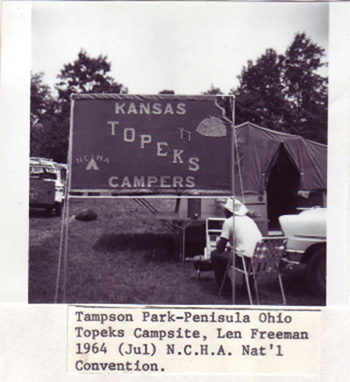 KANSAS
TOPEKS
NCHA
CAMPERS
Tampson Park-Penisula Ohio
Topeks Campsite, Len Freeman
1964 (Jul) N.C.H.A. Nat'l
Convention.